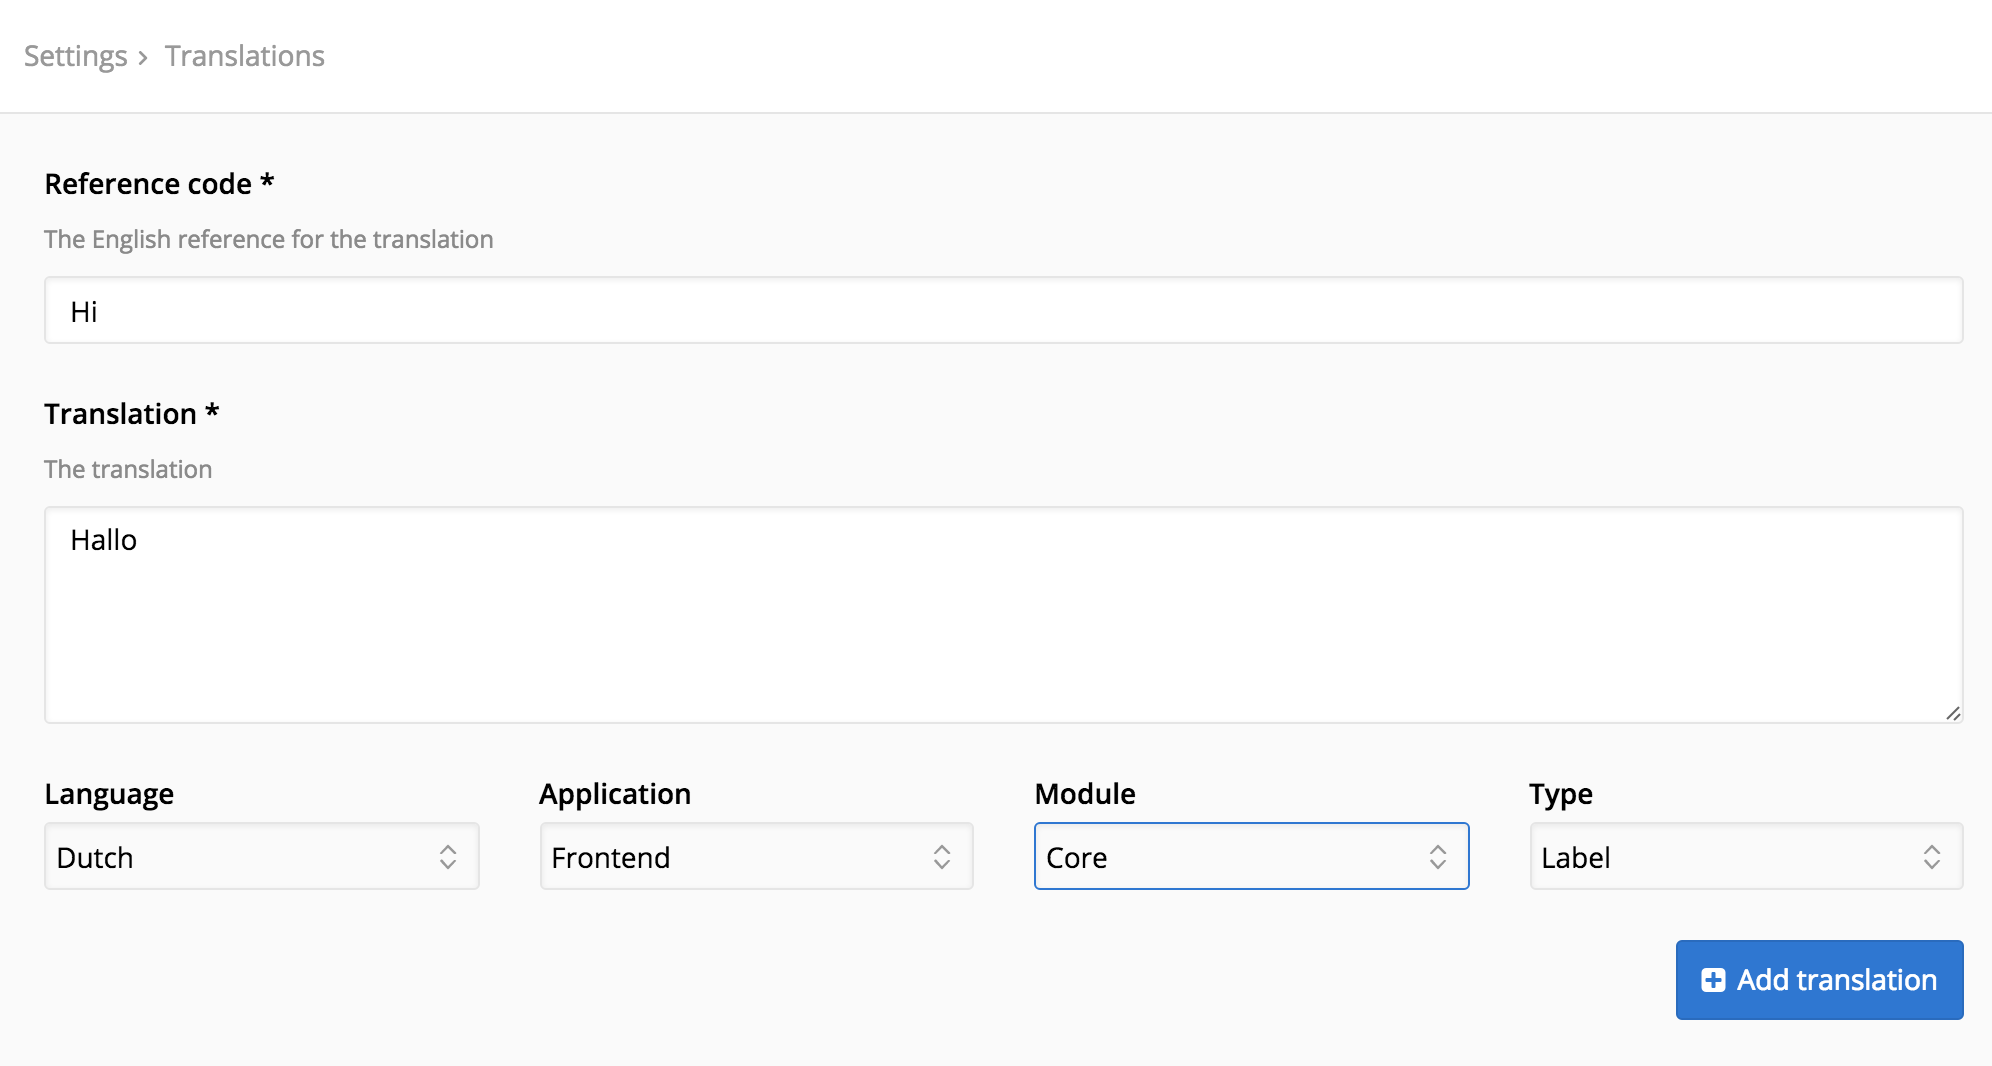 Settings › Translations
Reference code *
The English reference for the translation
Hi
Translation *
The translation
Hallo
Language Application Module Type
Dutch Frontend Core Label
Add translation